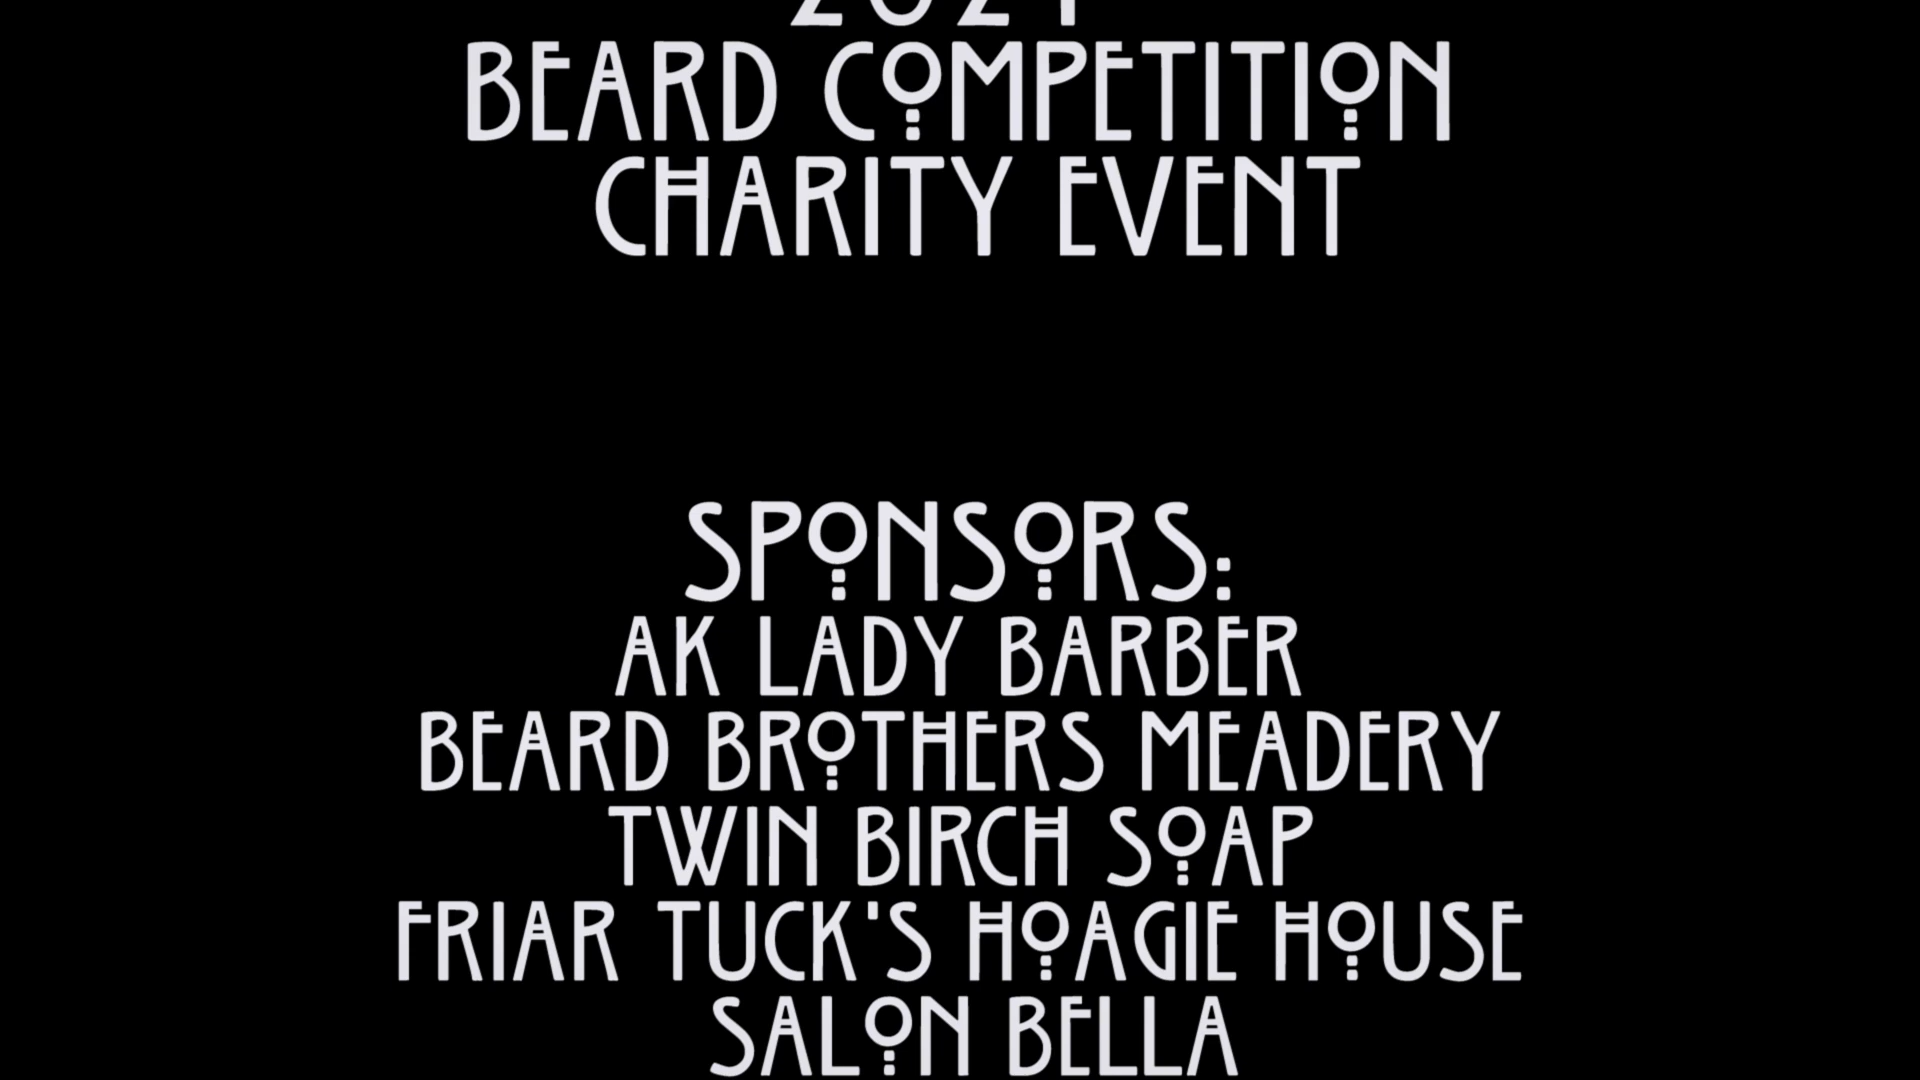 BEARD COMPETITION
CHARITY EVENT
SPONSORS:
AK LADY BARBER
BEARD BROTHERS MEADERY
TWIN BIRCH SOAP
FRIAR TUCK'S HOAGIE HOUSE
SALON BELLA